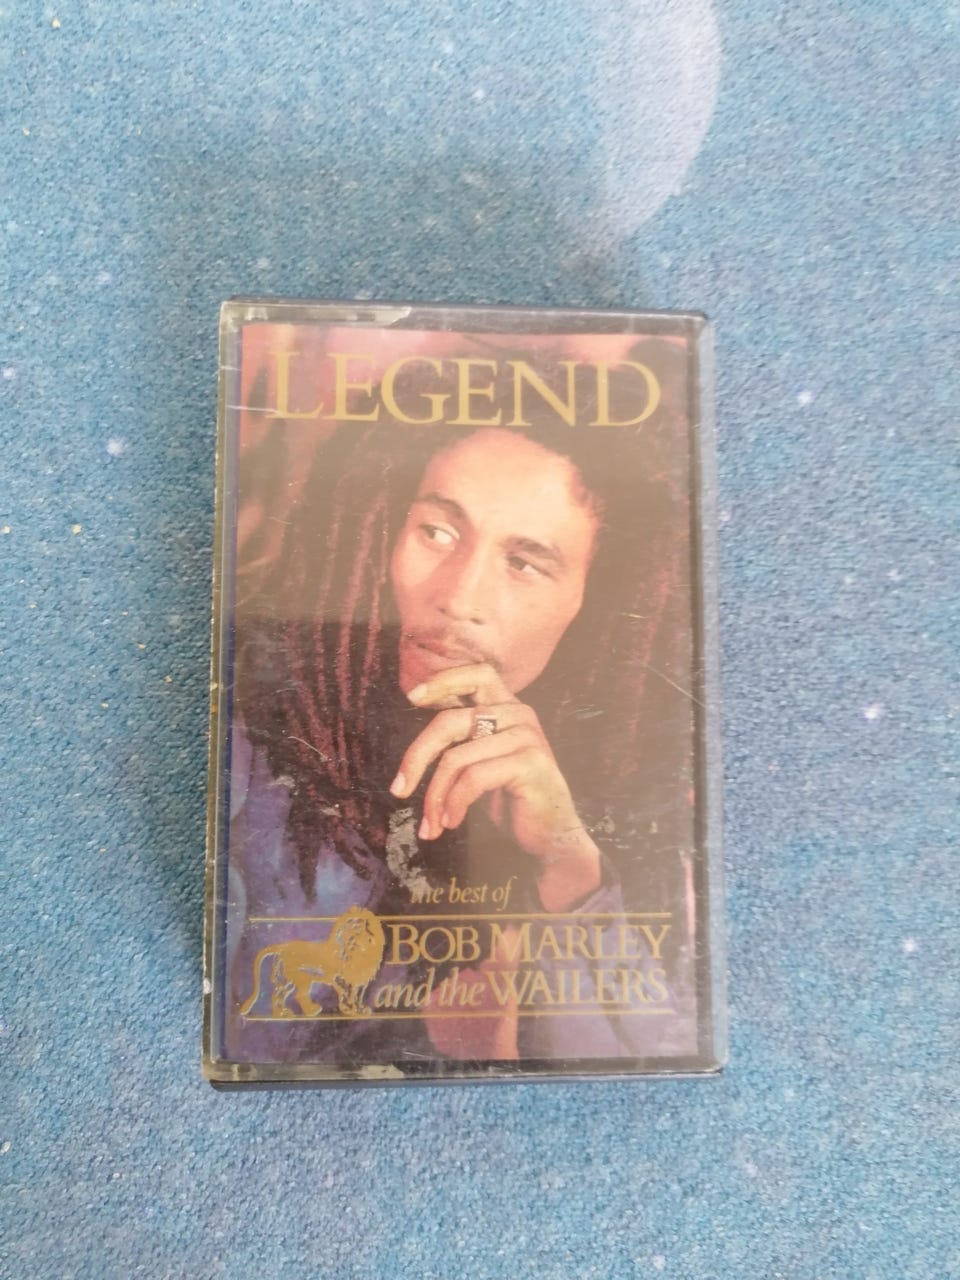 LEGEND
the best of
BOB MARLEY
and the WAILERS